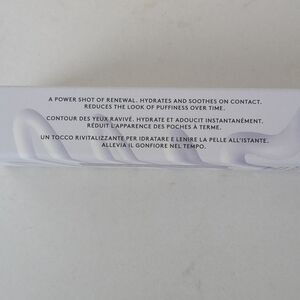 A POWER SHOT OF RENEWAL. HYDRATES AND SOOTHES ON CONTACT.
REDUCES THE LOOK OF PUFFINESS OVER TIME.
CONTOUR DES YEUX RAVIVÉ. HYDRATE ET ADOUCIT INSTANTANÉMENT.
RÉDUIT L'APPARENCE DES POCHES À TERME.
UN TOCCO RIVITALIZZANTE PER IDRATARE E LENIRE LA PELLE ALL'ISTANTE.
ALLEVIA IL GONFIORE NEL TEMPO.